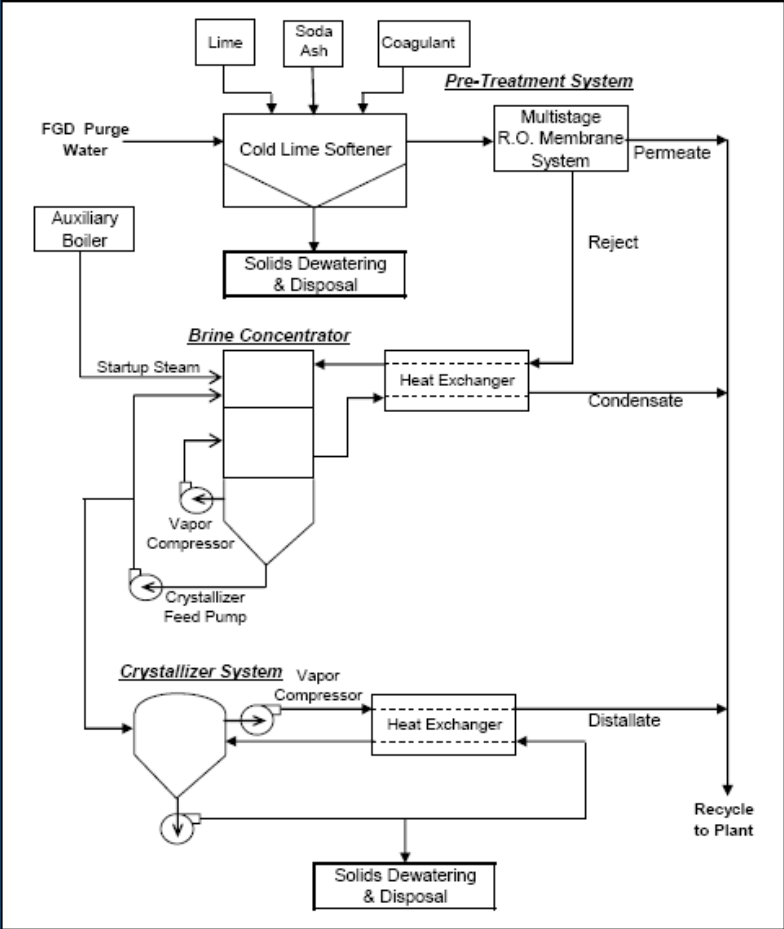 Lime
Soda
Ash
Coagulant
Pre-Treatment System
FGD Purge
Water
Cold Lime Softener
Multistage
R.O. Membrane
System
Permeate
Auxiliary
Boiler
Reject
Solids Dewatering
& Disposal
Brine Concentrator
Startup Steam
Heat Exchanger
Condensate
Vapor
Compressor
Crystallizer
Feed Pump
Crystallizer System
Vapor
Compressor
Heat Exchanger
Distallate
Recycle
to Plant
Solids Dewatering
& Disposal